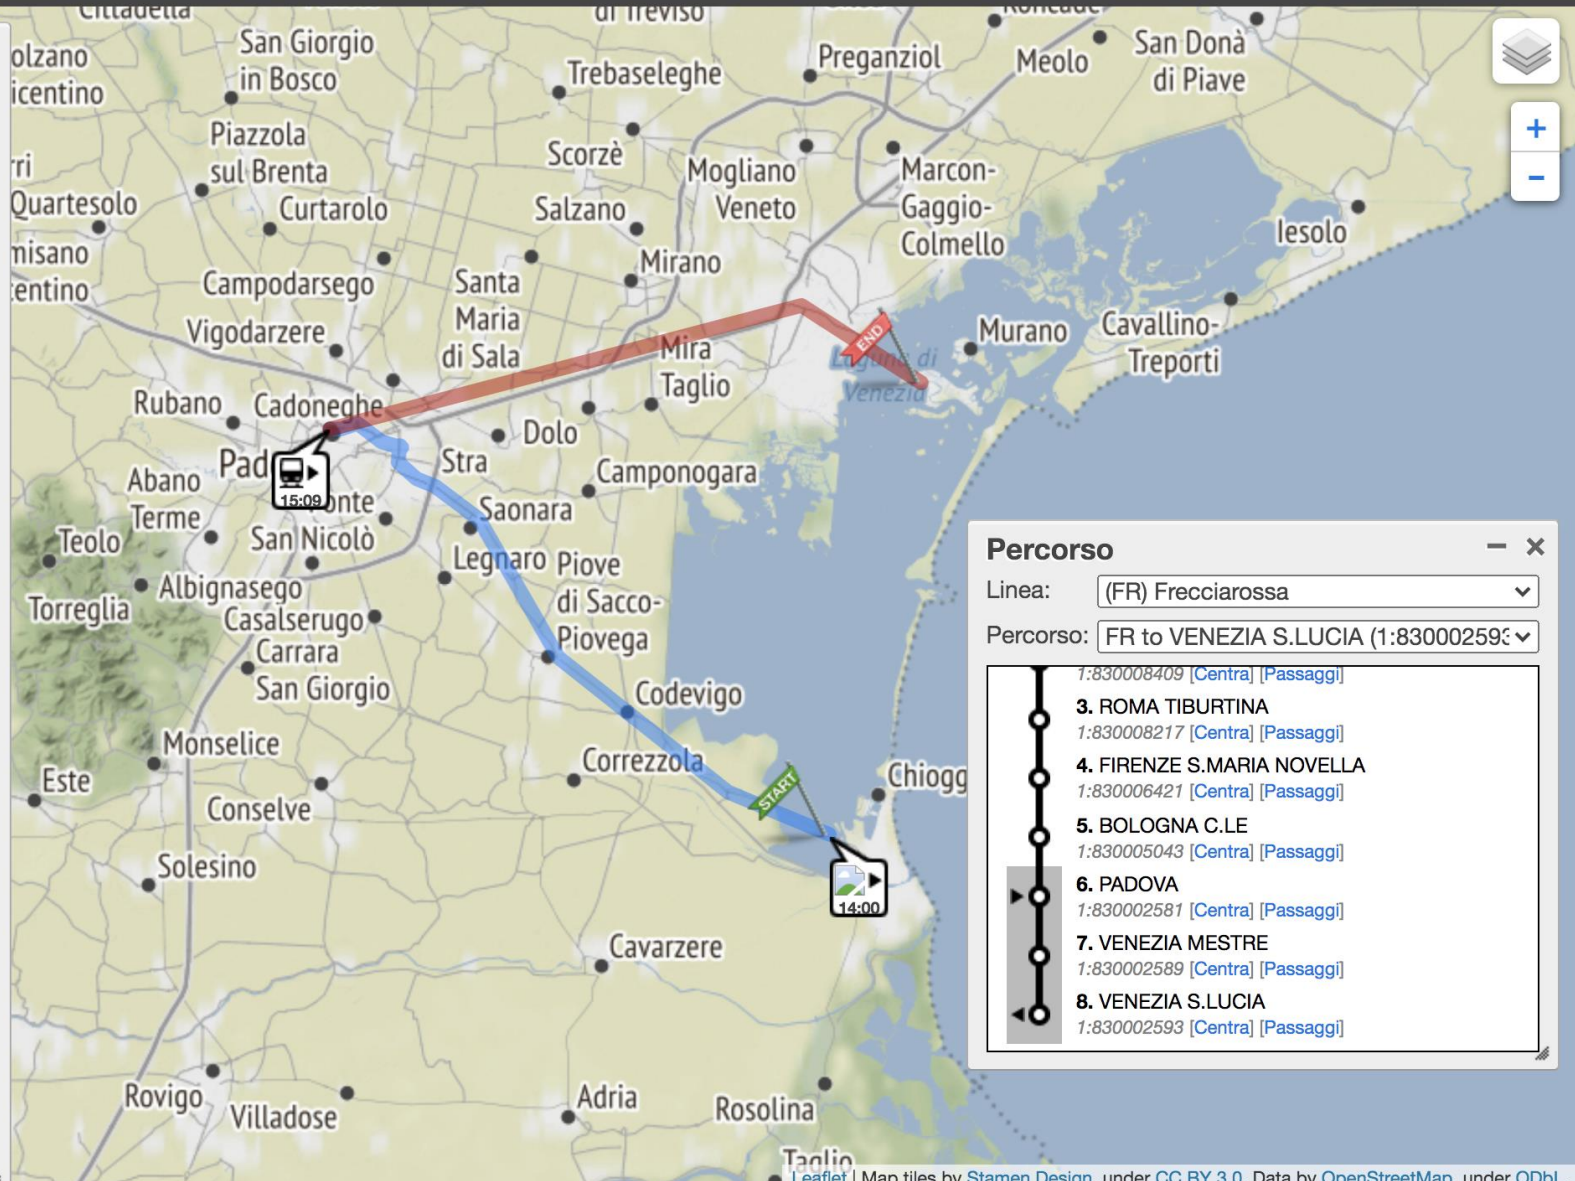 Cittadella
di Treviso
Roncade
San Giorgio
in Bosco
Preganziol
Meolo
San Donà
di Piave
olzano
icentino
Trebaseleghe
Piazzola
sul Brenta
Scorzè
Mogliano
Veneto
Marcon-
Gaggio-
Colmello
rri
Quartesolo
Curtarolo
Salzano
Iesolo
misano
entino
Campodarsego
Santa
Maria
di Sala
Mirano
Vigodarzere
Murano
Cavallino-
Treporti
END
Laguna di
Venezia
Mira
Taglio
Rubano
Cadoneghe
Dolo
Stra
Pad
15:09
Abano
Terme
onte
San Nicolò
Camponogara
Saonara
Legnaro
Teolo
Piove
di Sacco-
Piovega
Albignasego
Torreglia
Casalserugo
Carrara
San Giorgio
Codevigo
Monselice
Correzzola
START
Chiogg
Este
Conselve
14:00
Solesino
Cavarzere
Rovigo
Villadose
Adria
Rosolina
Taglio
+
−
Percorso
Linea: (FR) Frecciarossa
Percorso: FR to VENEZIA S.LUCIA (1:830002593
1:830008409 [Centra] [Passaggi]
3. ROMA TIBURTINA
1:830008217 [Centra] [Passaggi]
4. FIRENZE S.MARIA NOVELLA
1:830006421 [Centra] [Passaggi]
5. BOLOGNA C.LE
1:830005043 [Centra] [Passaggi]
6. PADOVA
1:830002581 [Centra] [Passaggi]
7. VENEZIA MESTRE
1:830002589 [Centra] [Passaggi]
8. VENEZIA S.LUCIA
1:830002593 [Centra] [Passaggi]
Leaflet | Map tiles by Stamen Design, under CC BY 3.0. Data by OpenStreetMap, under ODbL